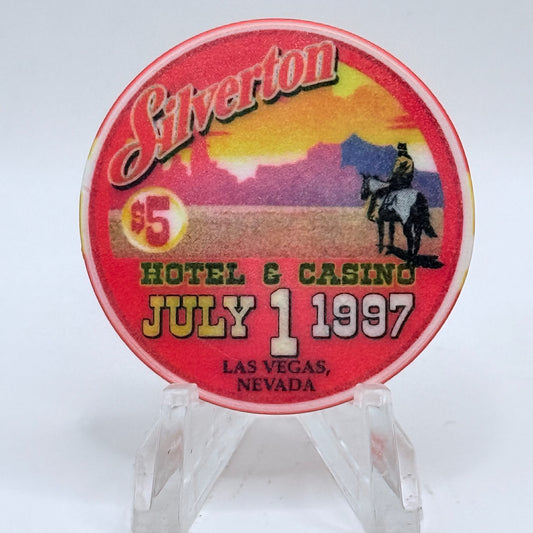 Silverton
$5
HOTEL & CASINO
JULY 1 1997
LAS VEGAS,
NEVADA